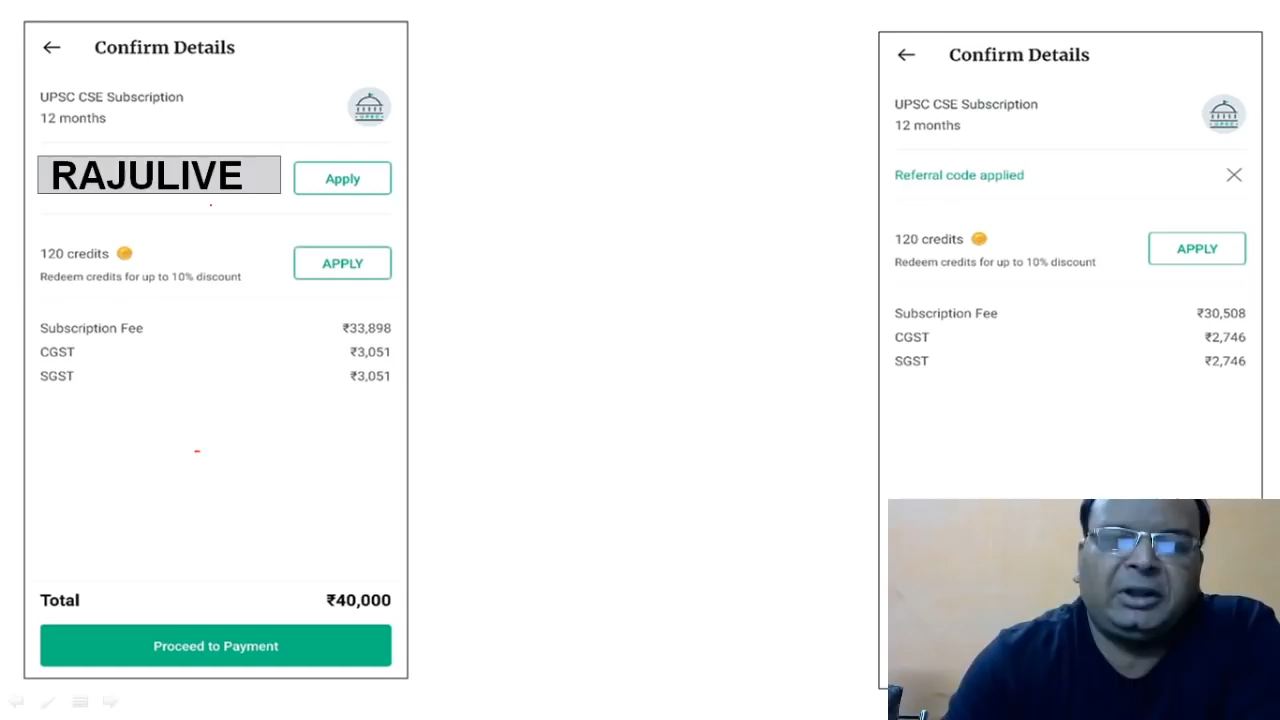 Confirm Details
UPSC CSE Subscription
12 months
UPSC
RAJULIVE
Apply
120 credits
APPLY
Redeem credits for up to 10% discount
Subscription Fee ₹33,898
CGST ₹3,051
SGST ₹3,051
Total ₹40,000
Proceed to Payment
Confirm Details
UPSC CSE Subscription
12 months
UPSC
Referral code applied
120 credits
APPLY
Redeem credits for up to 10% discount
Subscription Fee ₹30,508
CGST ₹2,746
SGST ₹2,746